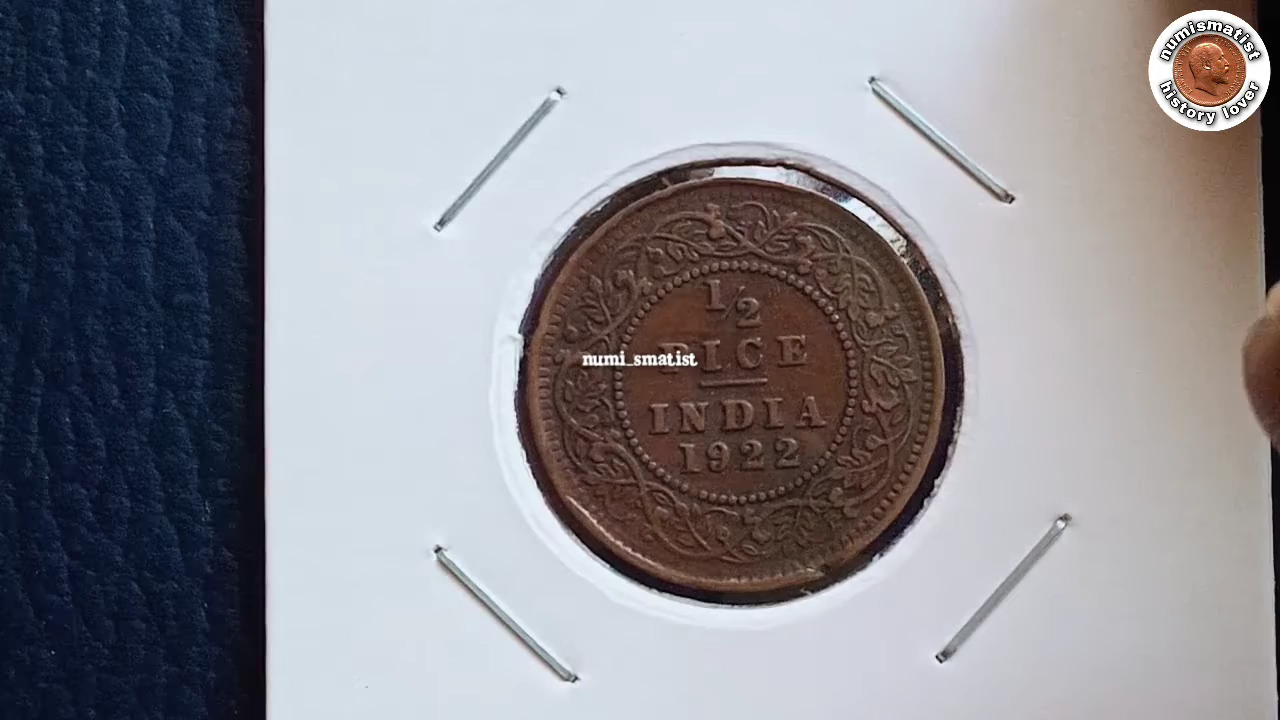 numismatist
history lover
1/2
PICE
numi_smatist
INDIA
1922